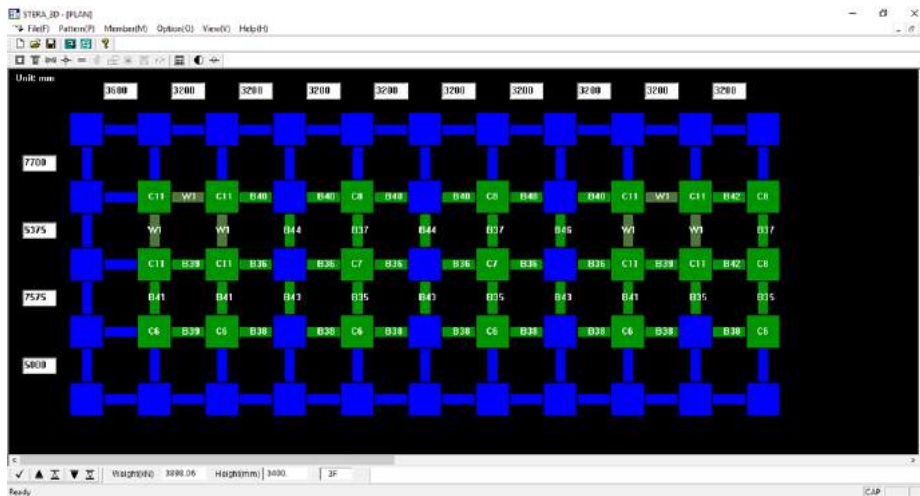 STERA_3D - [PLAN]
File(F) Pattern(P) Member(M) Option(O) View(V) Help(H)
Unit: mm
3600 3200 3200 3200 3200 3200 3200 3200 3200 3200
7700
C11 W1 C11 B40 B40 C8 B40 B40 C8 B40 B40 C11 W1 C11 B42 C8
5375
W1 W1 B44 B37 B44 B37 B46 W1 W1 B37
C11 B39 C11 B36 B36 C7 B36 B36 C7 B36 B36 C11 B39 C11 B42 C8
7575
B41 B41 B43 B35 B43 B35 B43 B41 B35 B35
C6 B39 C6 B38 B38 C6 B38 B38 C6 B38 B38 C6 B38 B38 C6
5000
Weight(kN) 3898.06 Height(mm) 3400. 3F
Ready CAP